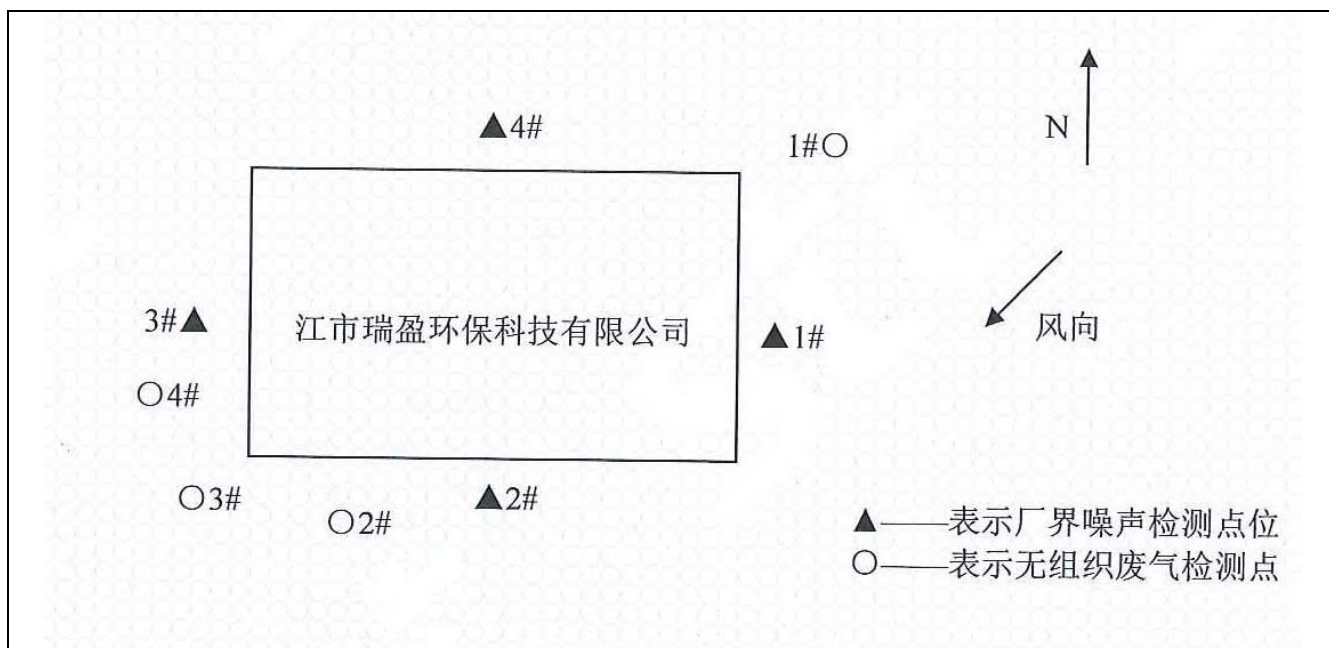 ▲4#
1#○
N
3#▲
江市瑞盈环保科技有限公司
▲1#
风向
○4#
○3#
○2#
▲2#
▲——表示厂界噪声检测点位
○——表示无组织废气检测点